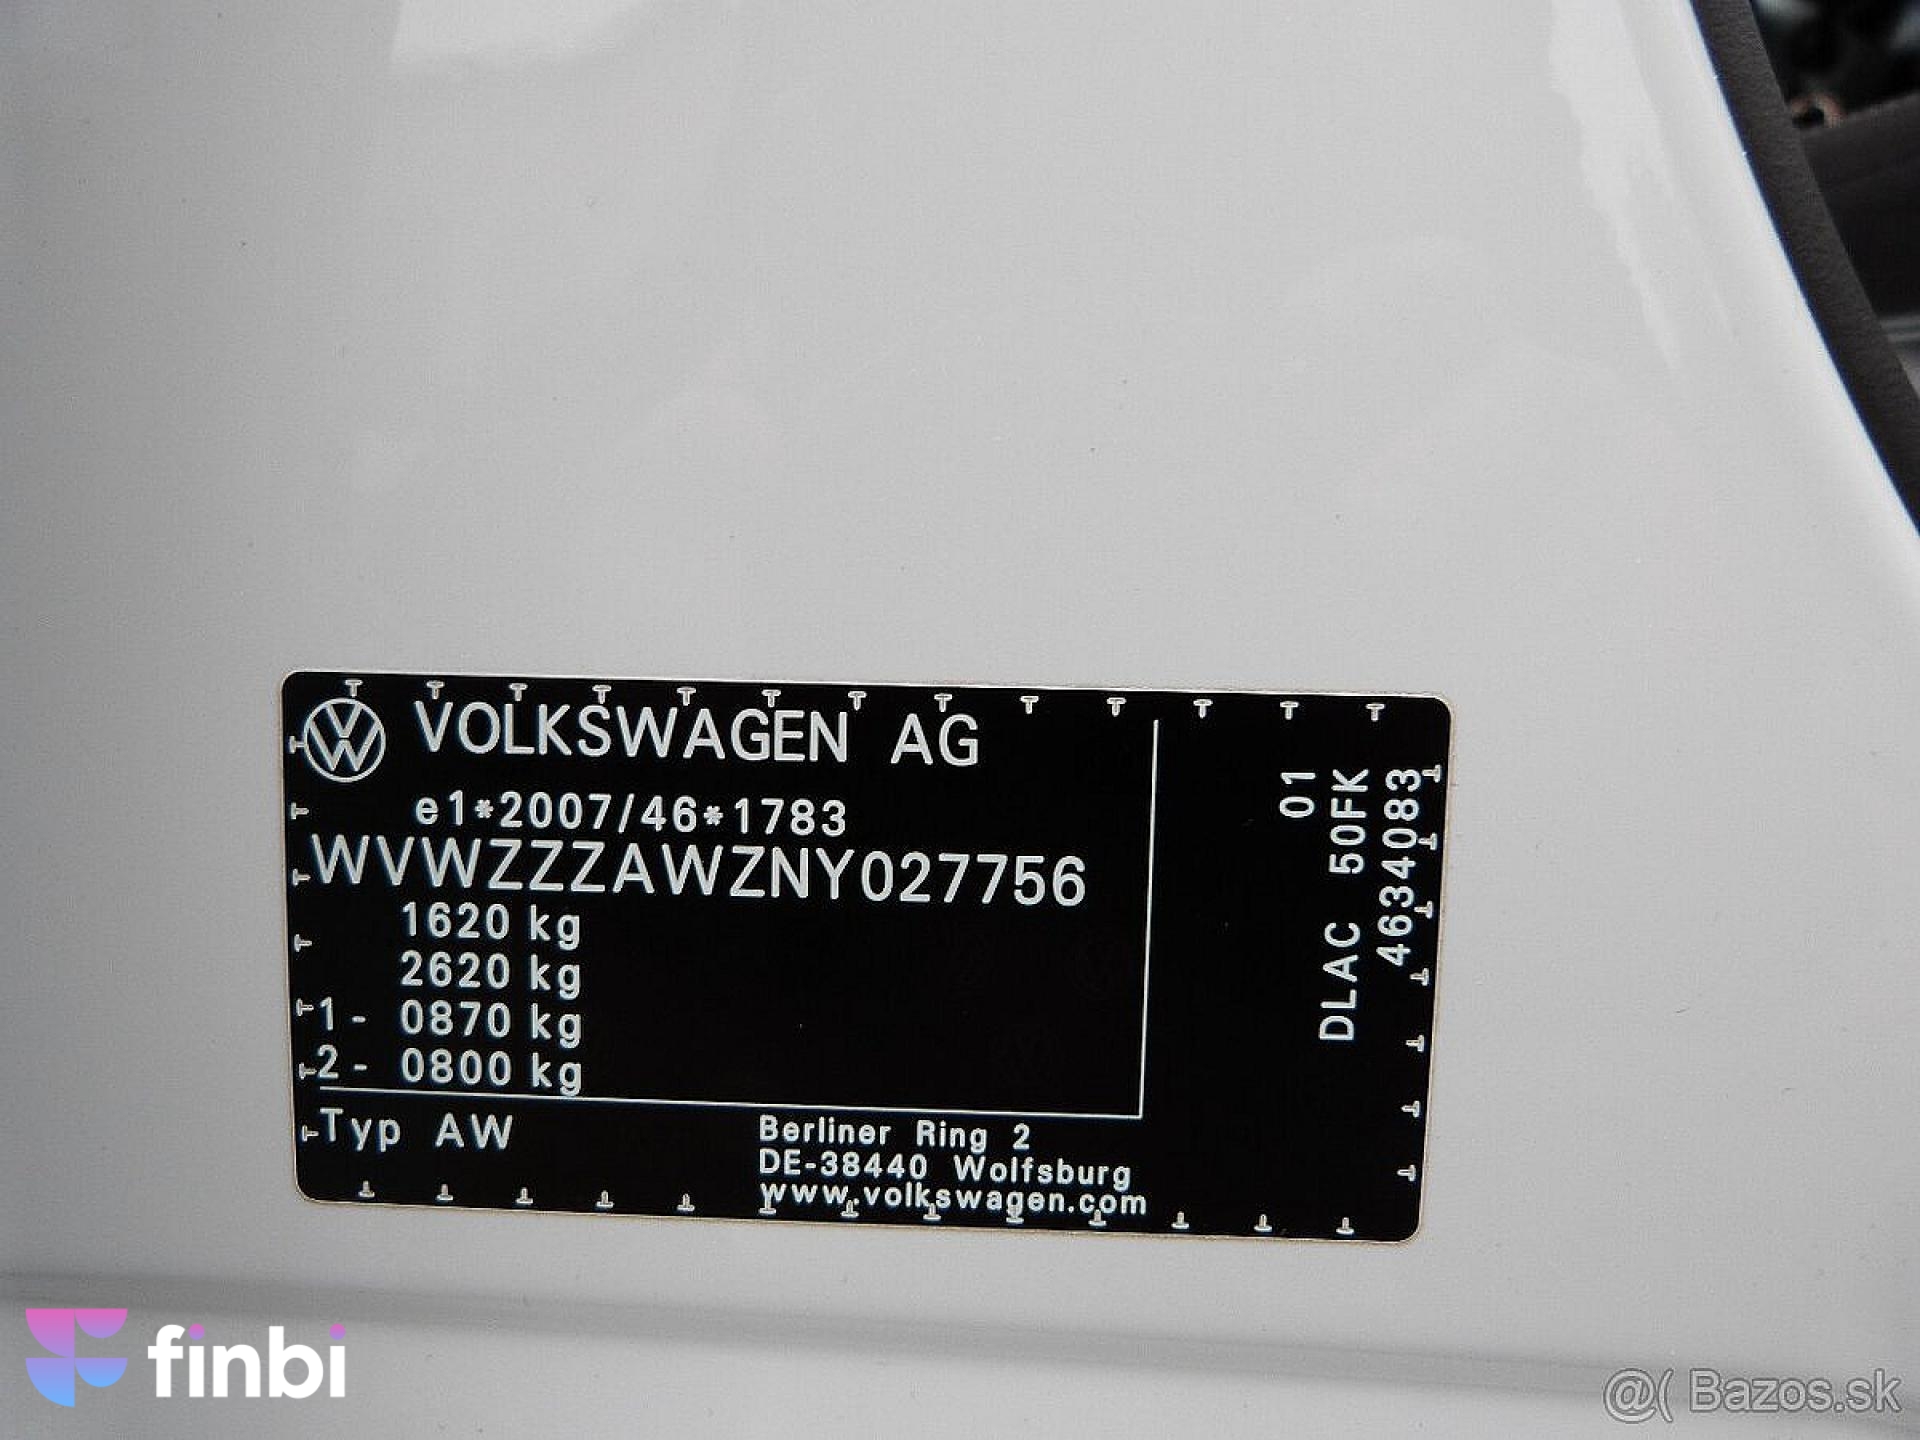 VOLKSWAGEN AG
e1*2007/46*1783
WVWZZZAWZNY027756
1620 kg
2620 kg
1- 0870 kg
2- 0800 kg
Typ AW
Berliner Ring 2
DE-38440 Wolfsburg
www.volkswagen.com
01
DLAC 50FK
46334083
finbi
@( Bazos.sk